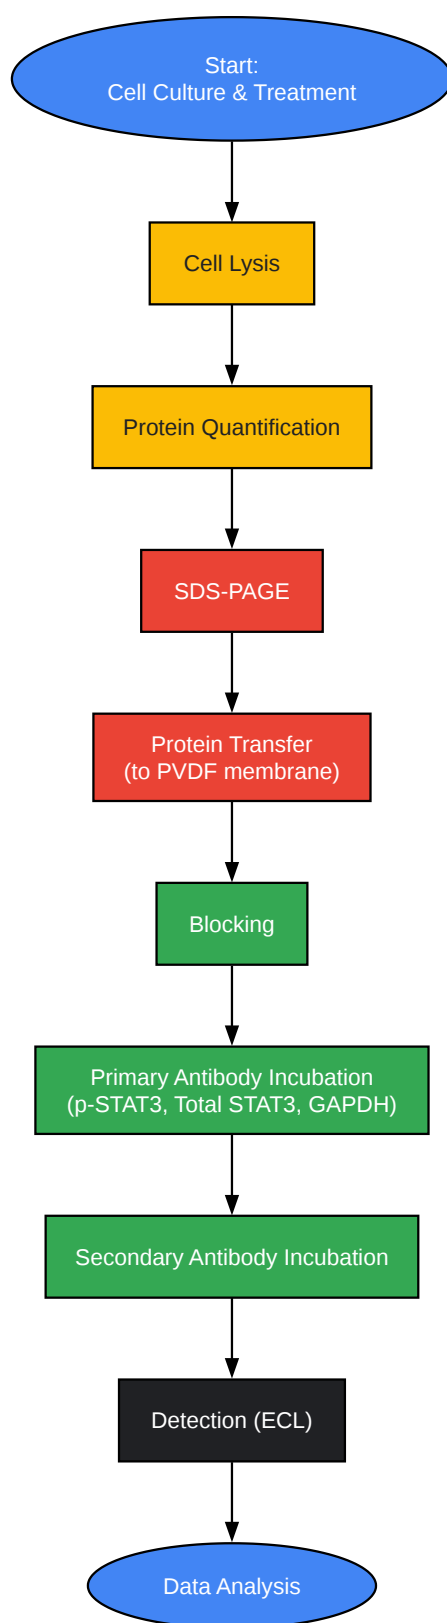 Start:
Cell Culture & Treatment
Cell Lysis
Protein Quantification
SDS-PAGE
Protein Transfer
(to PVDF membrane)
Blocking
Primary Antibody Incubation
(p-STAT3, Total STAT3, GAPDH)
Secondary Antibody Incubation
Detection (ECL)
Data Analysis